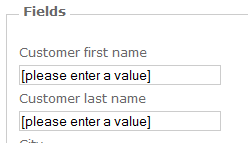 Fields
Customer first name
[please enter a value]
Customer last name
[please enter a value]